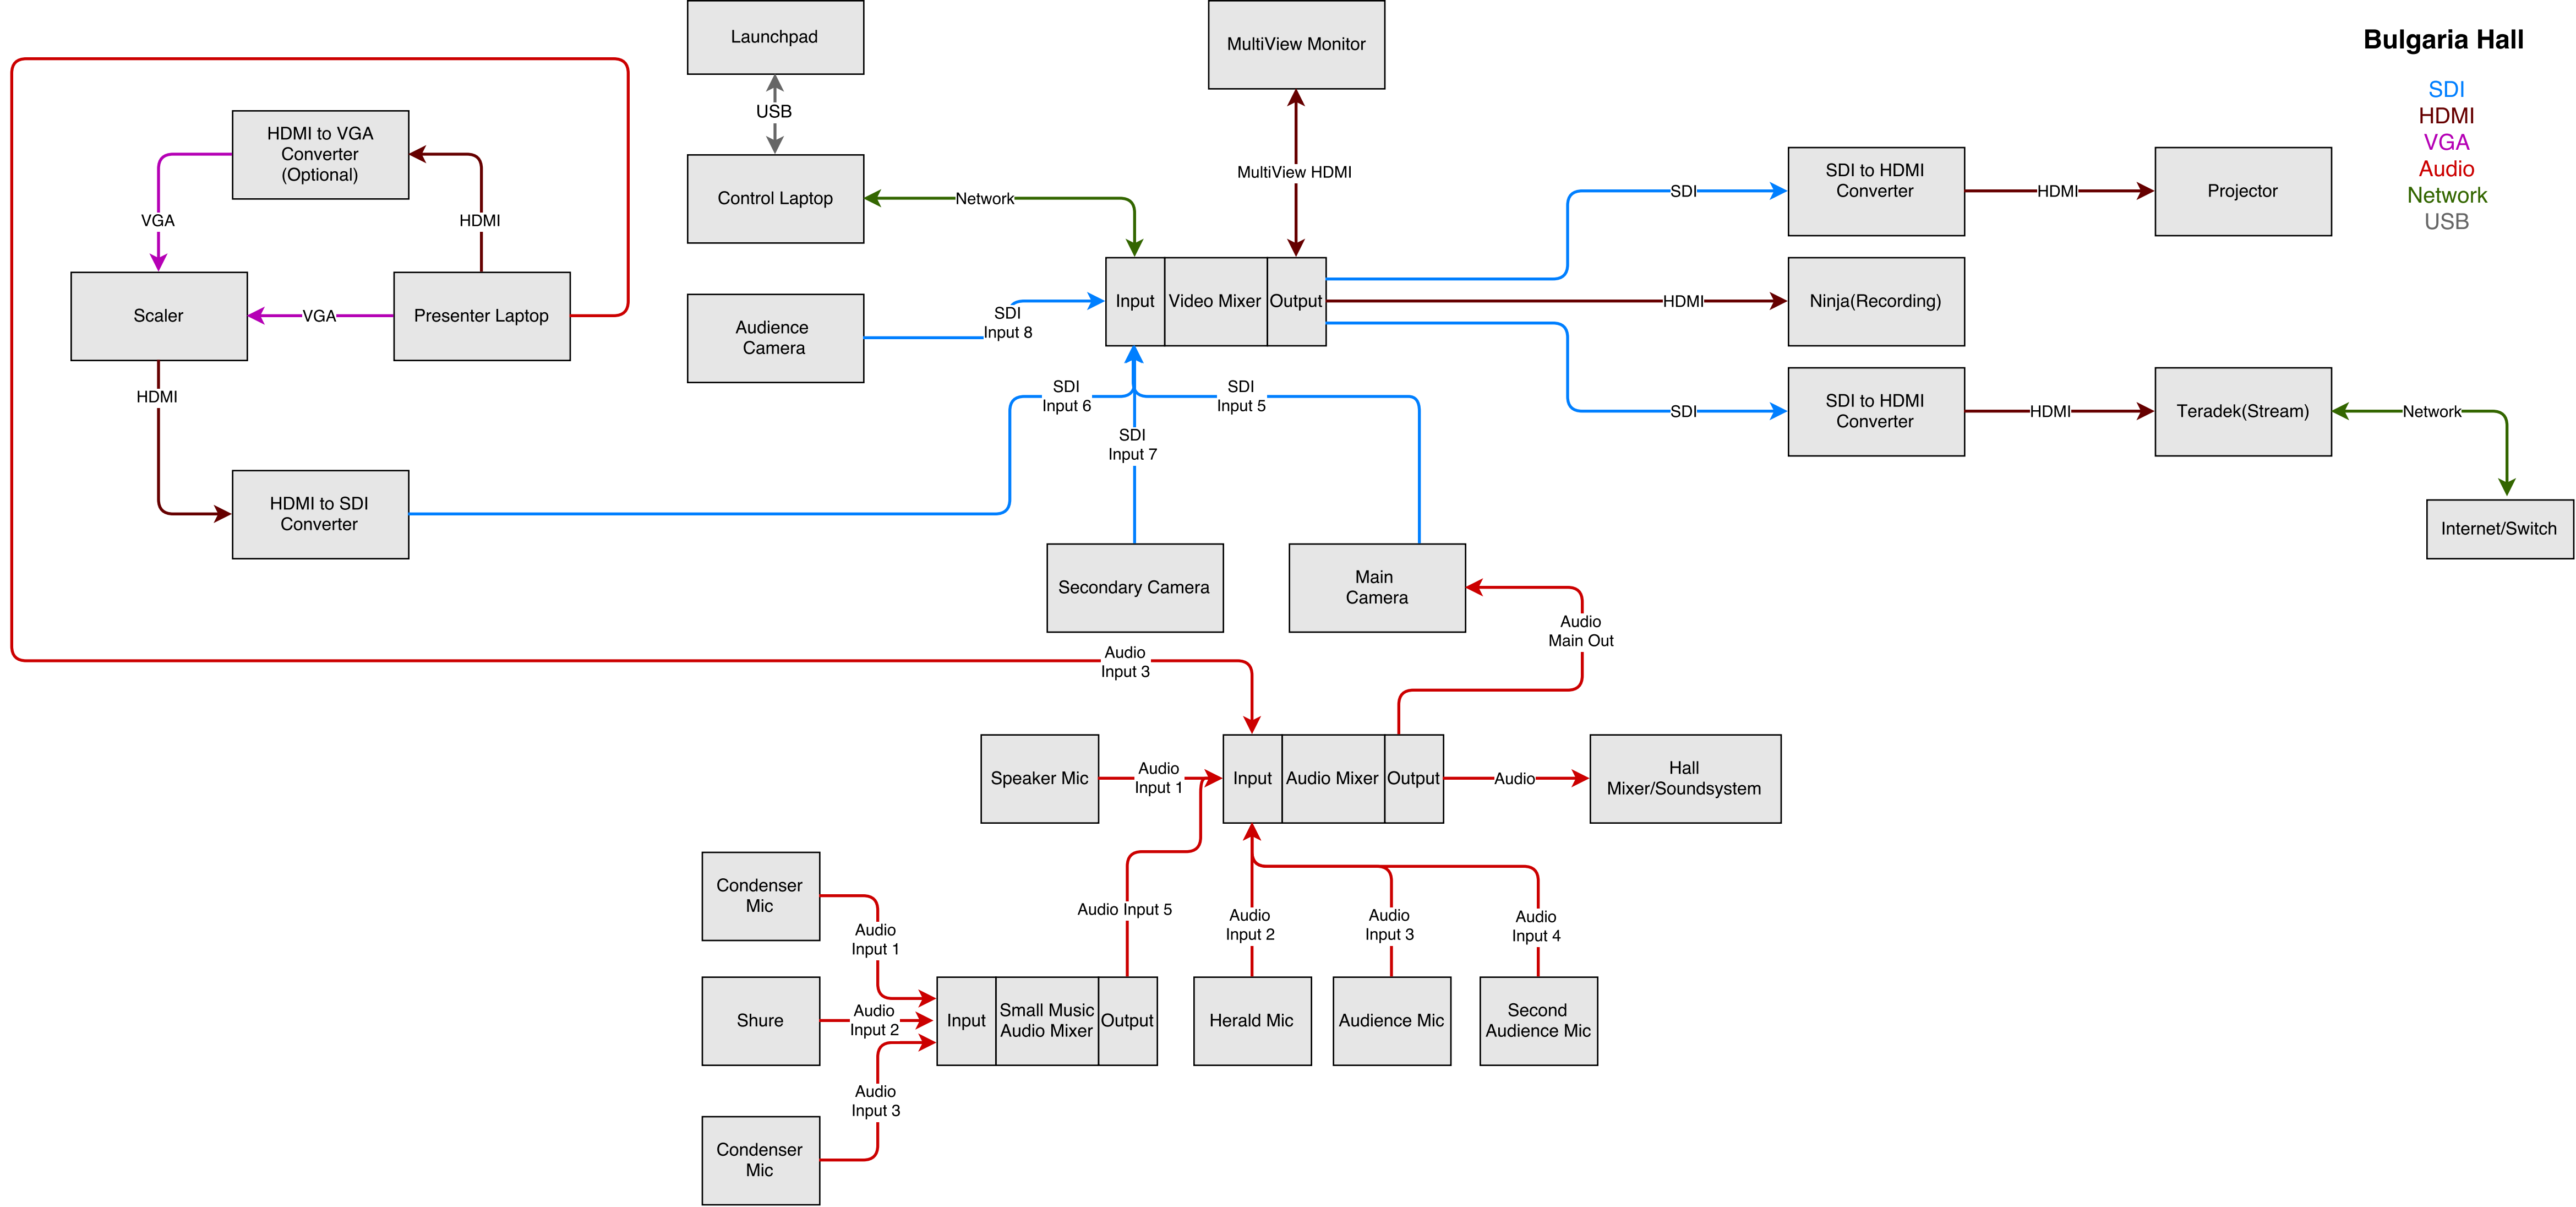 Launchpad
MultiView Monitor
Bulgaria Hall
SDI
HDMI
VGA
Audio
Network
USB
USB
HDMI to VGA
Converter
(Optional)
MultiView HDMI
SDI to HDMI
Converter
HDMI
Projector
SDI
Control Laptop
Network
VGA
HDMI
Scaler
VGA
Presenter Laptop
Audience
Camera
SDI
Input 8
Input
Video Mixer
Output
HDMI
Ninja(Recording)
HDMI
SDI
Input 6
SDI
Input 5
SDI
SDI to HDMI
Converter
HDMI
Teradek(Stream)
Network
SDI
Input 7
HDMI to SDI
Converter
Internet/Switch
Secondary Camera
Main
Camera
Audio
Main Out
Audio
Input 3
Speaker Mic
Audio
Input 1
Input
Audio Mixer
Output
Audio
Hall
Mixer/Soundsystem
Condenser
Mic
Audio
Input 1
Audio Input 5
Audio
Input 2
Audio
Input 3
Audio
Input 4
Shure
Audio
Input 2
Input
Small Music
Audio Mixer
Output
Herald Mic
Audience Mic
Second
Audience Mic
Audio
Input 3
Condenser
Mic